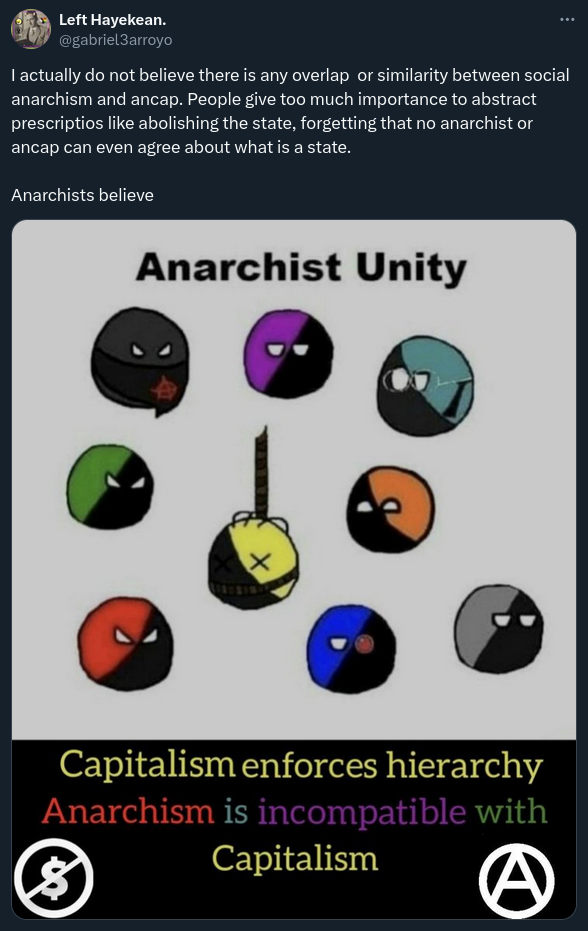 Left Hayekean.
@gabriel3arroyo
I actually do not believe there is any overlap or similarity between social
anarchism and ancap. People give too much importance to abstract
prescriptios like abolishing the state, forgetting that no anarchist or
ancap can even agree about what is a state.
Anarchists believe
Anarchist Unity
Capitalism enforces hierarchy
Anarchism is incompatible with
Capitalism